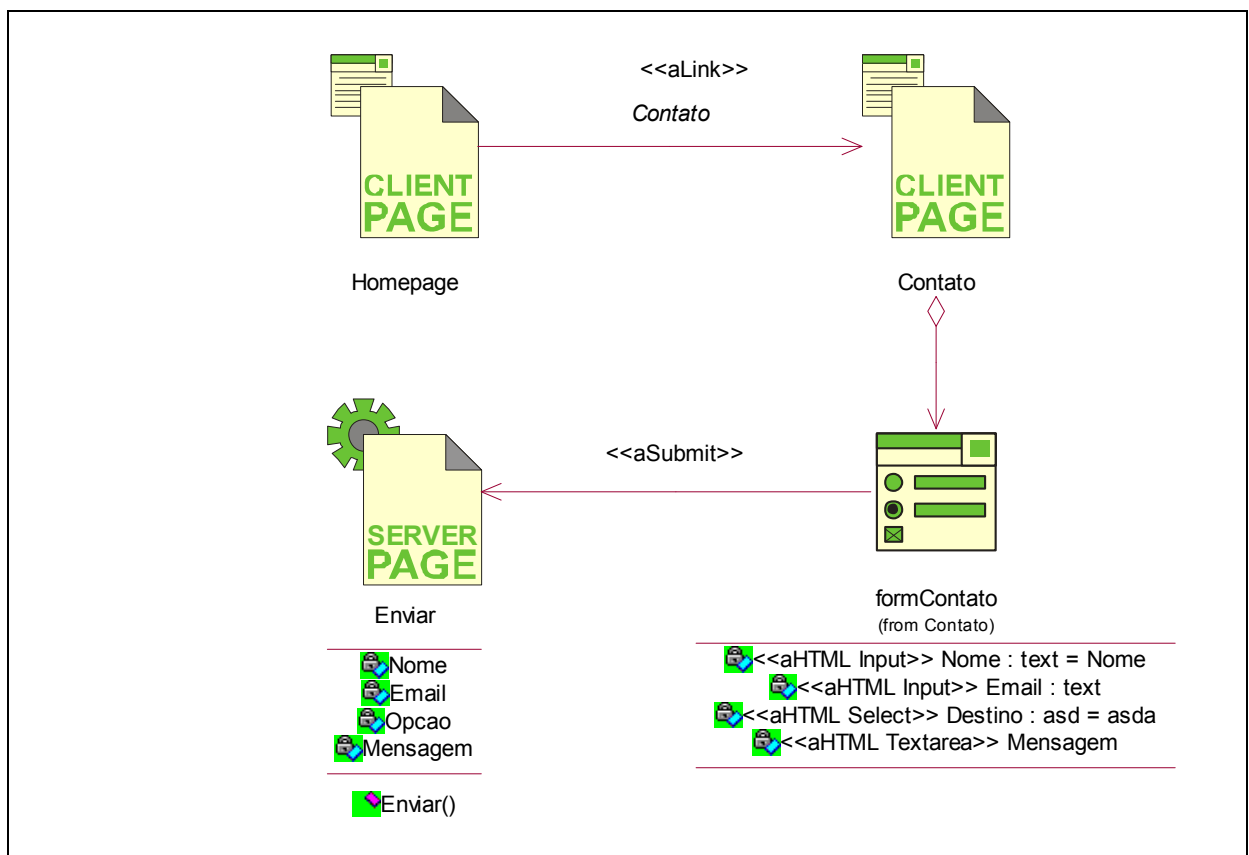 <<aLink>>
Contato
CLIENT
PAGE
Homepage
CLIENT
PAGE
Contato
<<aSubmit>>
SERVER
PAGE
Enviar
Nome
Email
Opcao
Mensagem
Enviar()
formContato
(from Contato)
<<aHTML Input>> Nome : text = Nome
<<aHTML Input>> Email : text
<<aHTML Select>> Destino : asd = asda
<<aHTML Textarea>> Mensagem